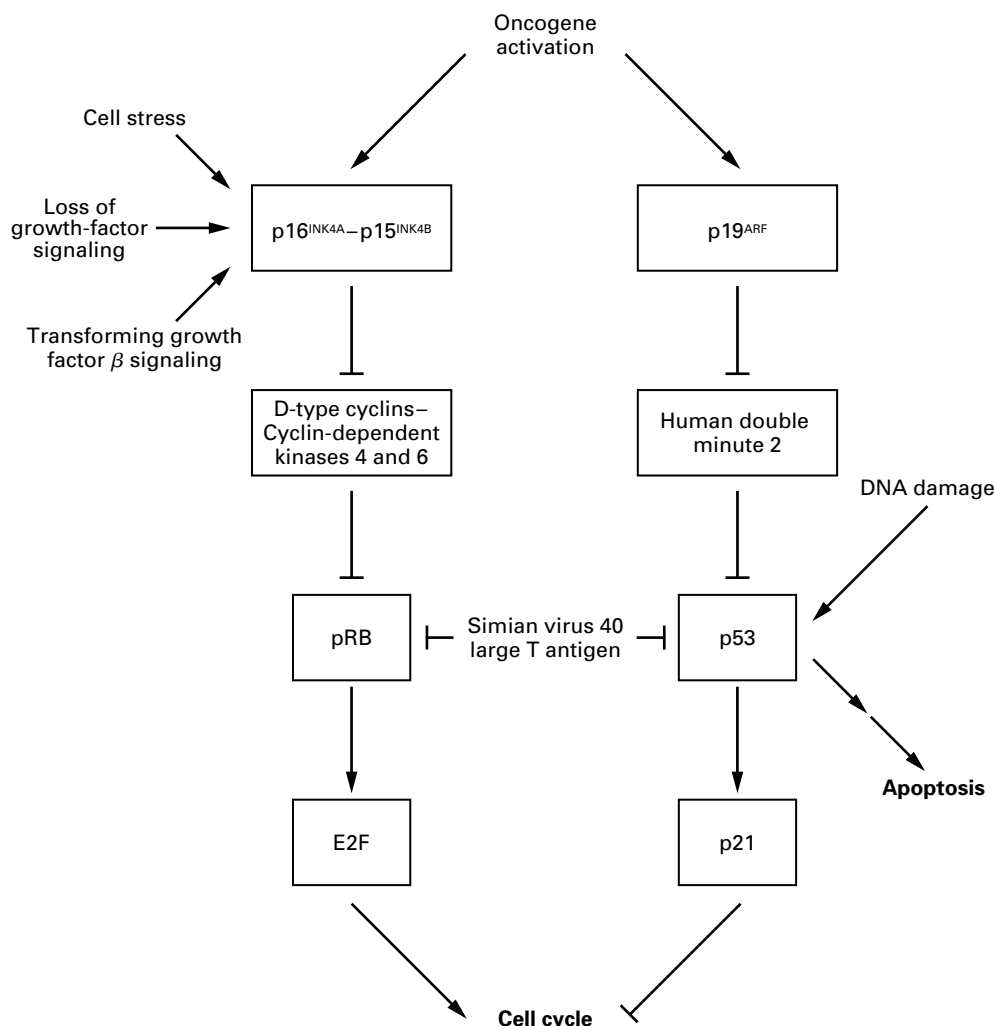 Oncogene
activation
Cell stress
Loss of
growth-factor
signaling
Transforming growth
factor β signaling
p16INK4A–p15INK4B
p19ARF
D-type cyclins–
Cyclin-dependent
kinases 4 and 6
Human double
minute 2
DNA damage
pRB
Simian virus 40
large T antigen
p53
Apoptosis
E2F
p21
Cell cycle